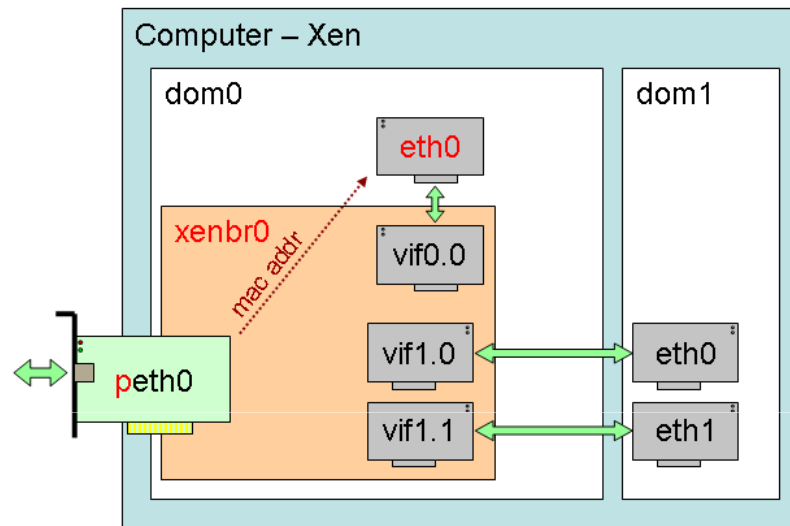 Computer – Xen
dom0
dom1
eth0
xenbr0
mac addr
vif0.0
peth0
vif1.0
eth0
vif1.1
eth1